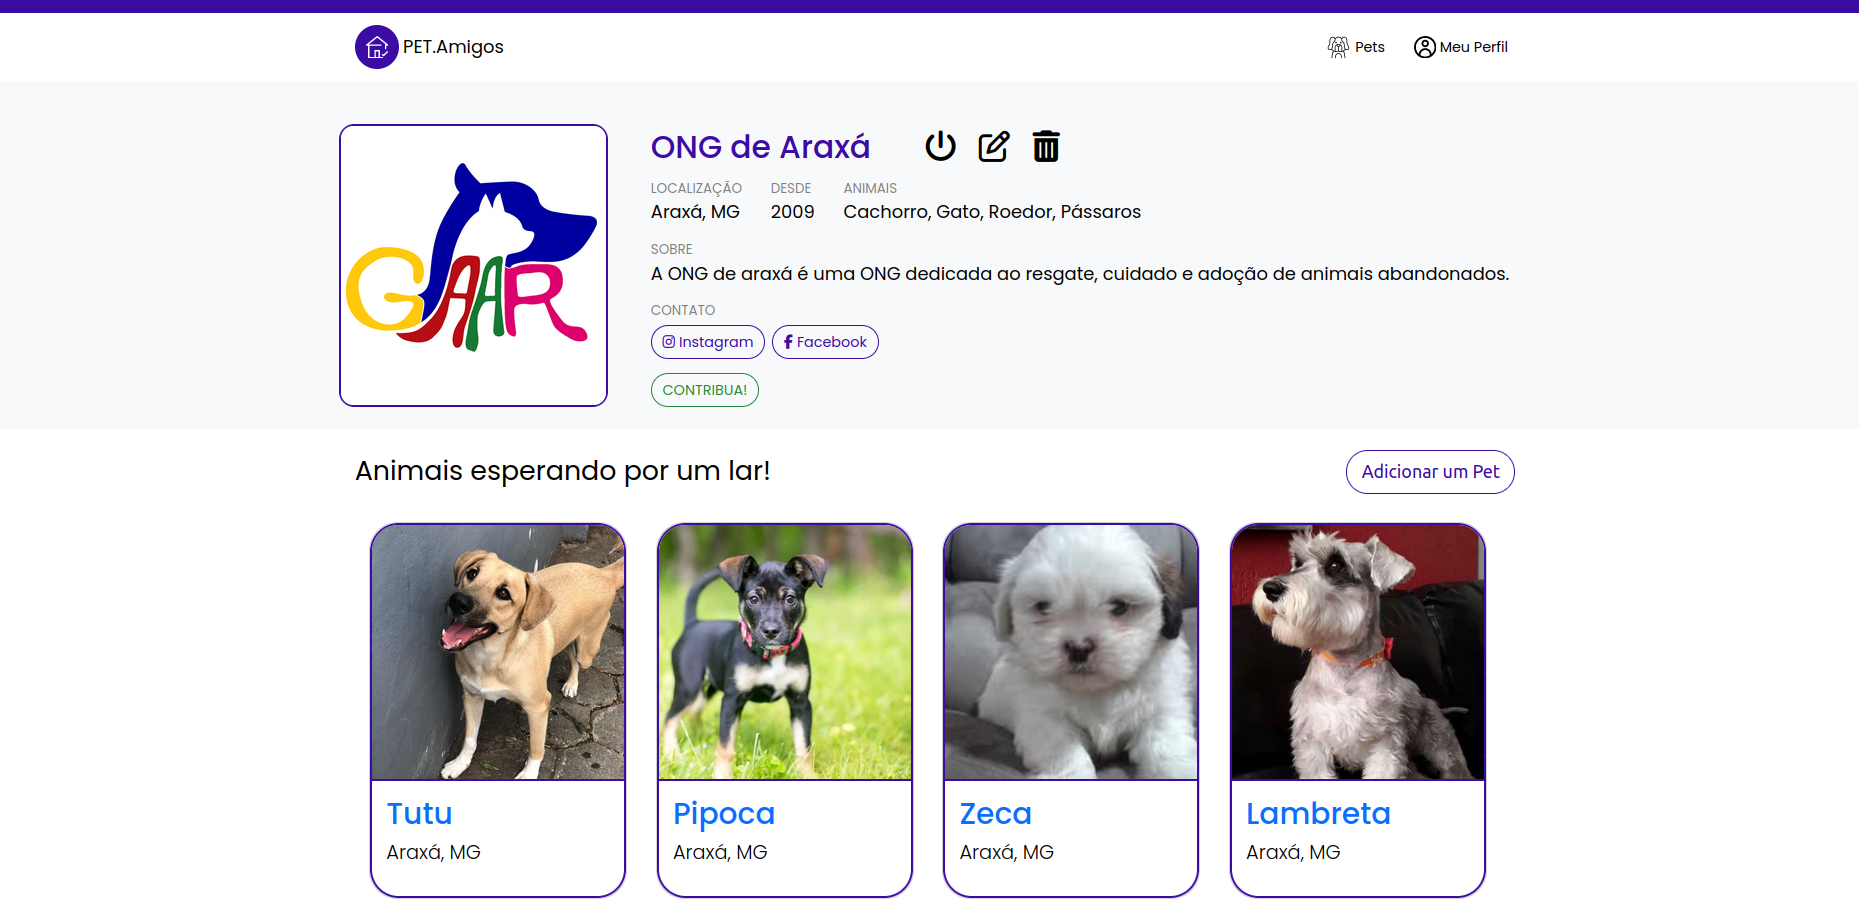 PET.Amigos
Pets
Meu Perfil
GAAR
ONG de Araxá
LOCALIZAÇÃO DESDE ANIMAIS
Araxá, MG 2009 Cachorro, Gato, Roedor, Pássaros
SOBRE
A ONG de araxá é uma ONG dedicada ao resgate, cuidado e adoção de animais abandonados.
CONTATO
Instagram Facebook
CONTRIBUA!
Animais esperando por um lar!
Adicionar um Pet
Tutu
Araxá, MG
Pipoca
Araxá, MG
Zeca
Araxá, MG
Lambreta
Araxá, MG